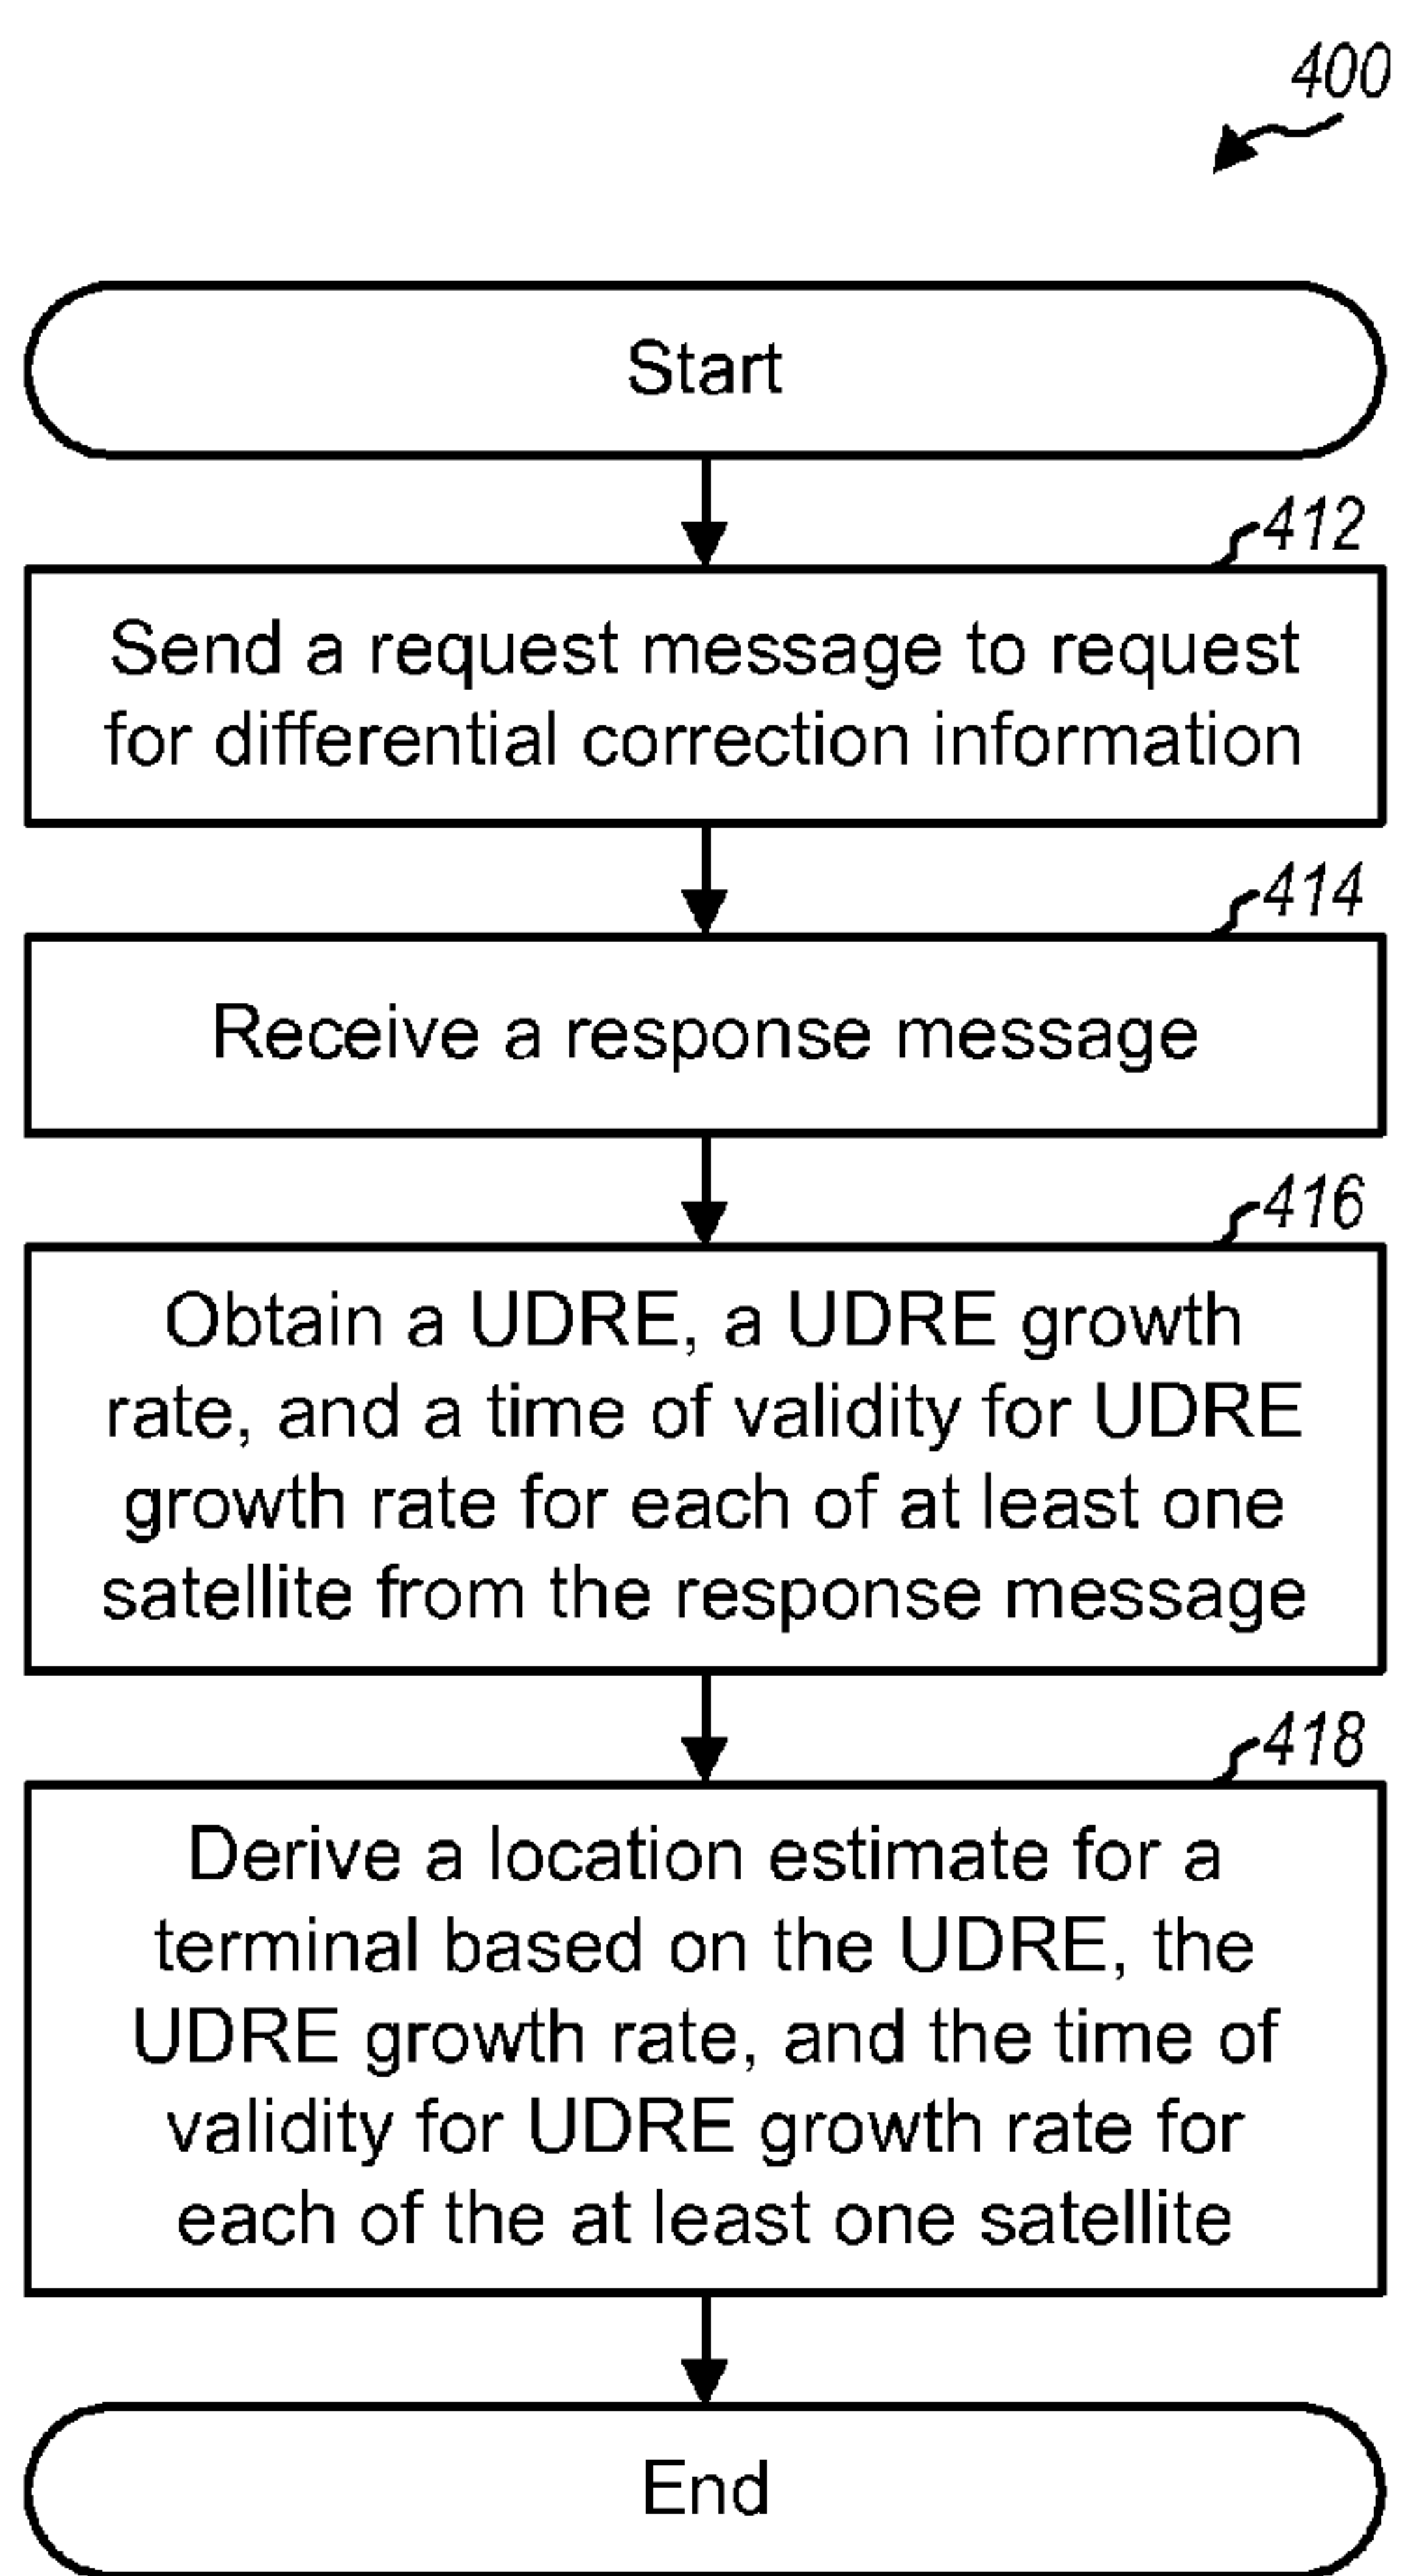 400
Start
412
Send a request message to request
for differential correction information
414
Receive a response message
416
Obtain a UDRE, a UDRE growth
rate, and a time of validity for UDRE
growth rate for each of at least one
satellite from the response message
418
Derive a location estimate for a
terminal based on the UDRE, the
UDRE growth rate, and the time of
validity for UDRE growth rate for
each of the at least one satellite
End